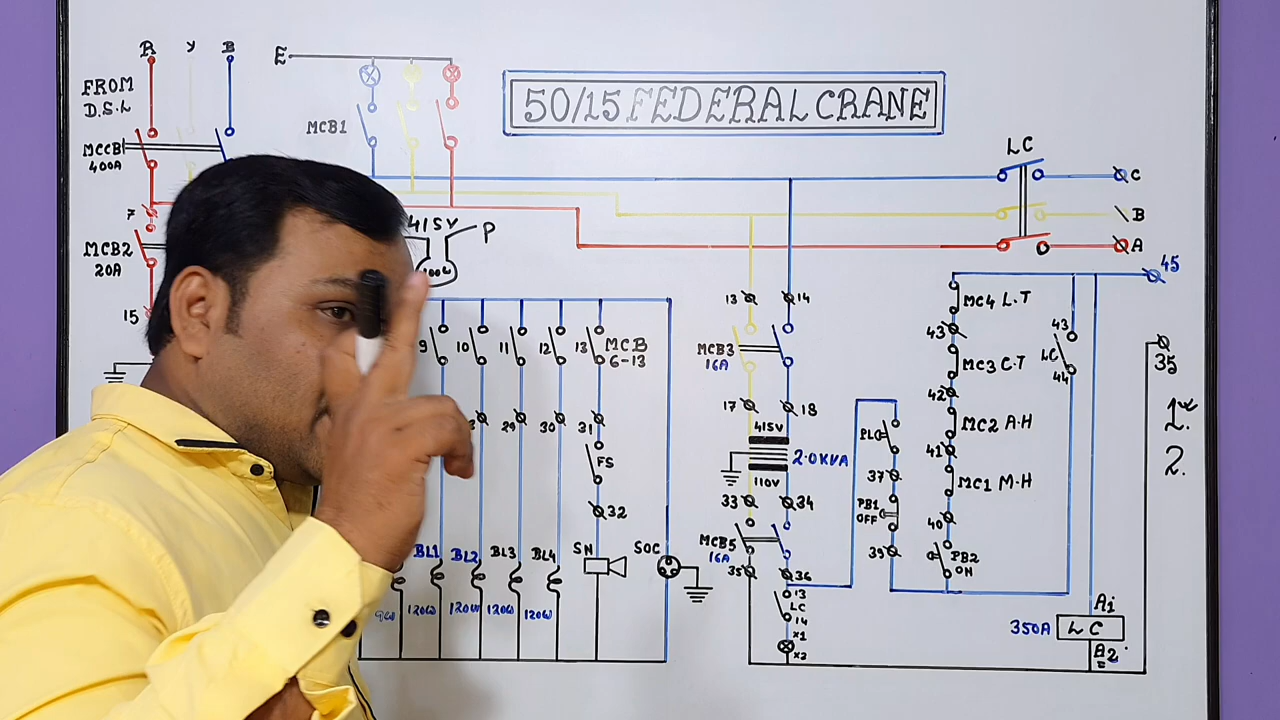 R Y B
FROM
D.S.L
MCCB
400A
7
MCB2
20A
15
E
MCB1
50/15 FEDERAL CRANE
LC
C
B
A
415V
P
100W
9 10 11 12 13 MCB
6-13
29 30 31
FS
32
BL1 BL2 BL3 BL4 SN SOC
120W 120W 120W 120W
13 14
MCB3
16A
17 18
415V
2.0KVA
110V
33 34
MCB5
16A
35 36
13
LC
14
X1
X2
PL
37
PB1
OFF
39
MC4 L.T
43
MC3 C.T
42
MC2 A.H
41
MC1 M.H
40
PB2
ON
43
LC
44
45
35
1.
2.
A1
350A LC
A2